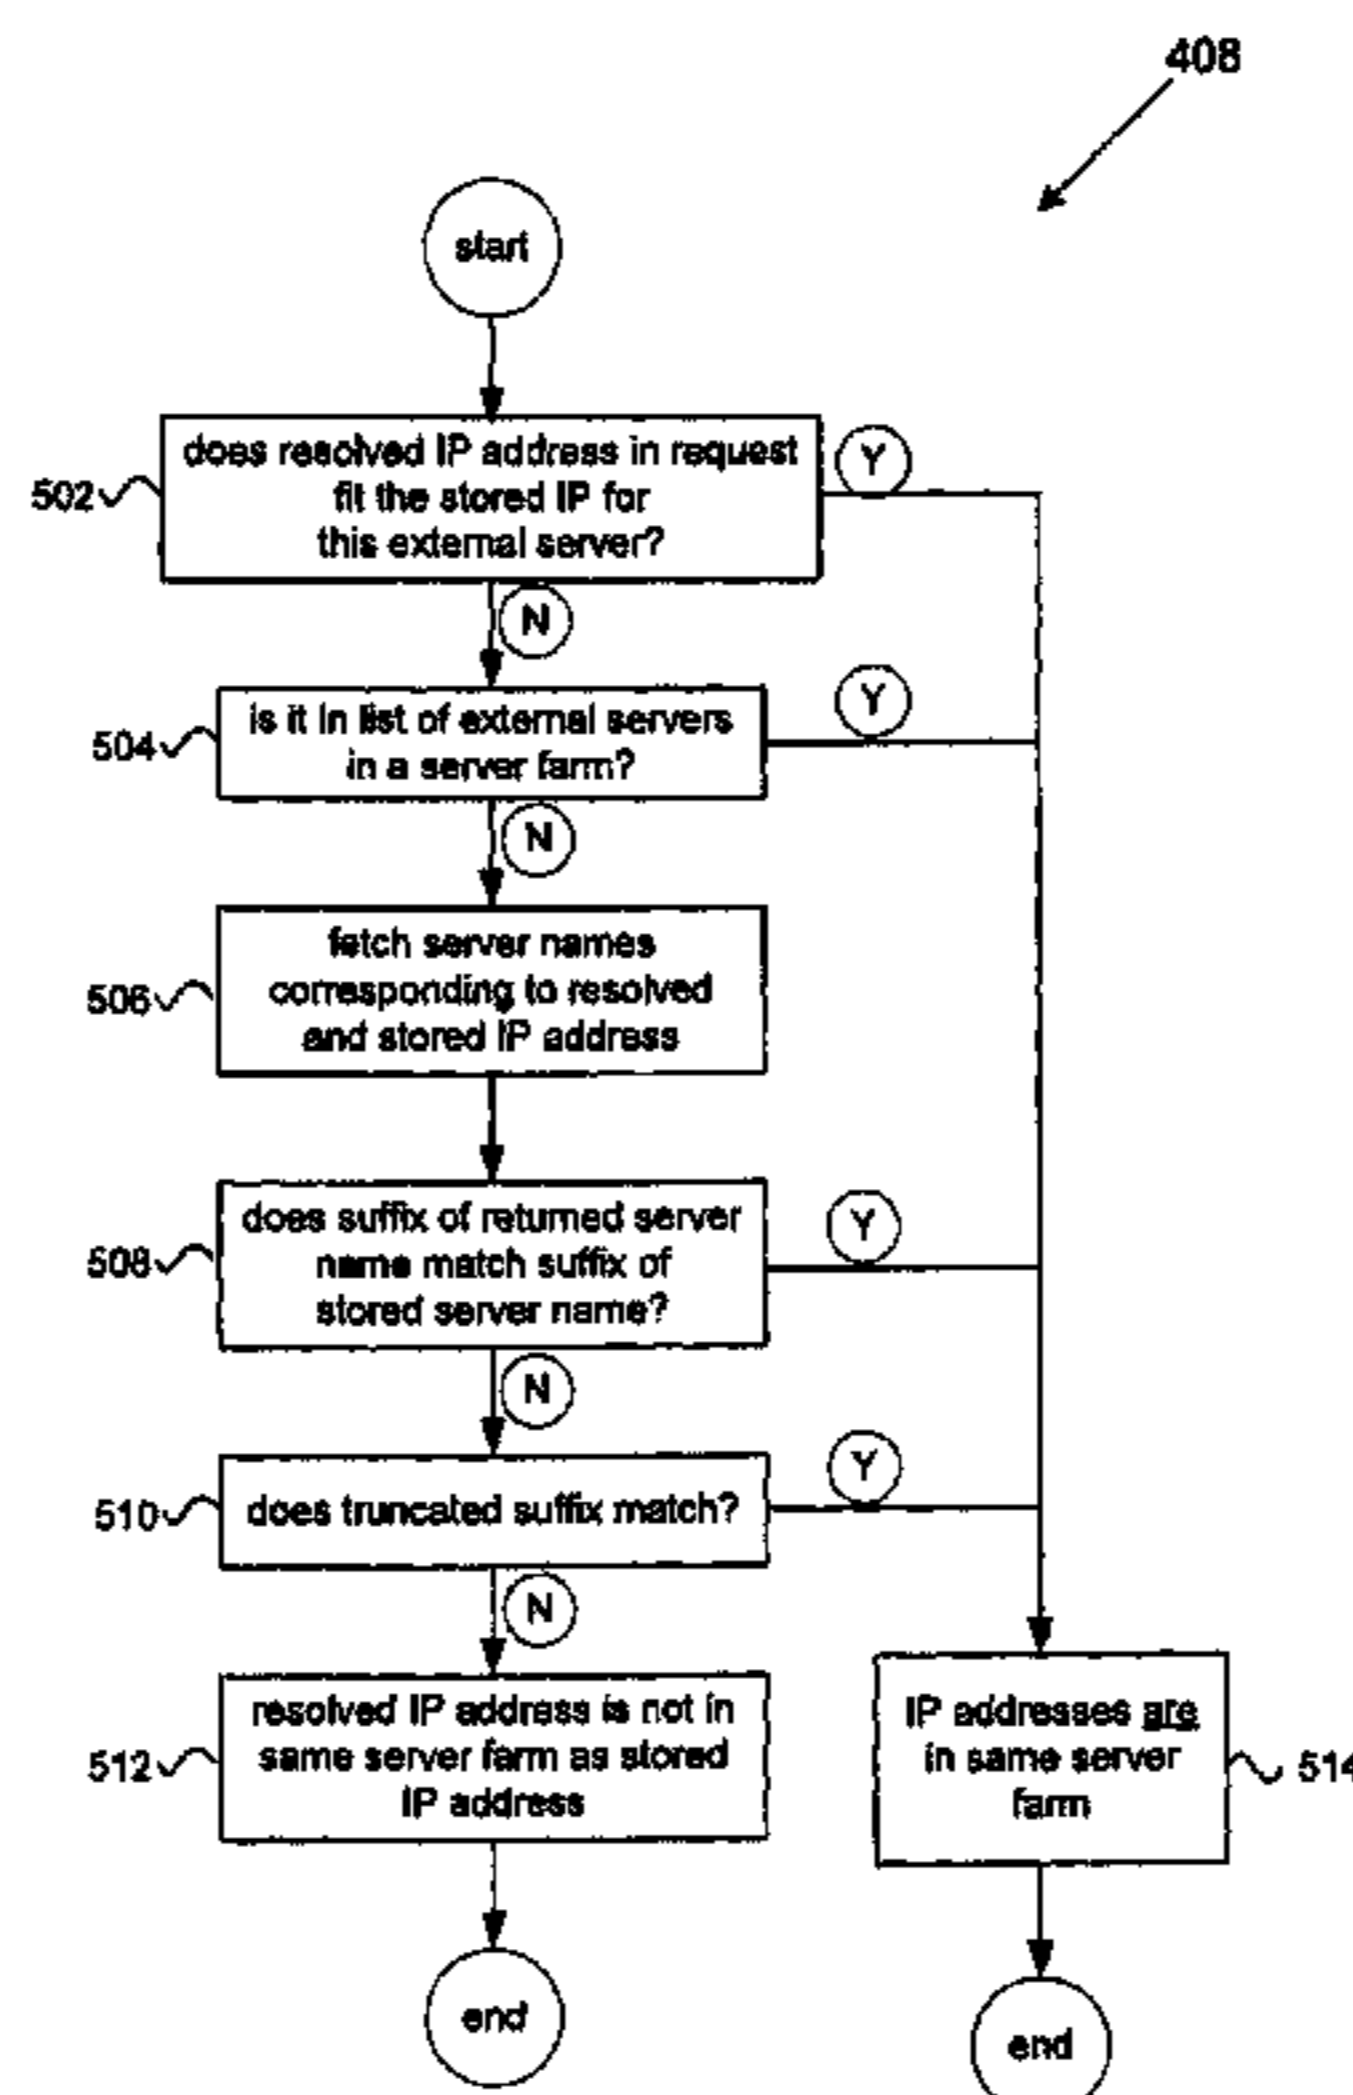 408
start
does resolved IP address in request
fit the stored IP for
this external server?
Y
502
N
is it in list of external servers
in a server farm?
Y
504
N
fetch server names
corresponding to resolved
and stored IP address
506
does suffix of returned server
name match suffix of
stored server name?
Y
508
N
does truncated suffix match?
Y
510
N
resolved IP address is not in
same server farm as stored
IP address
512
IP addresses are
in same server
farm
514
end
end